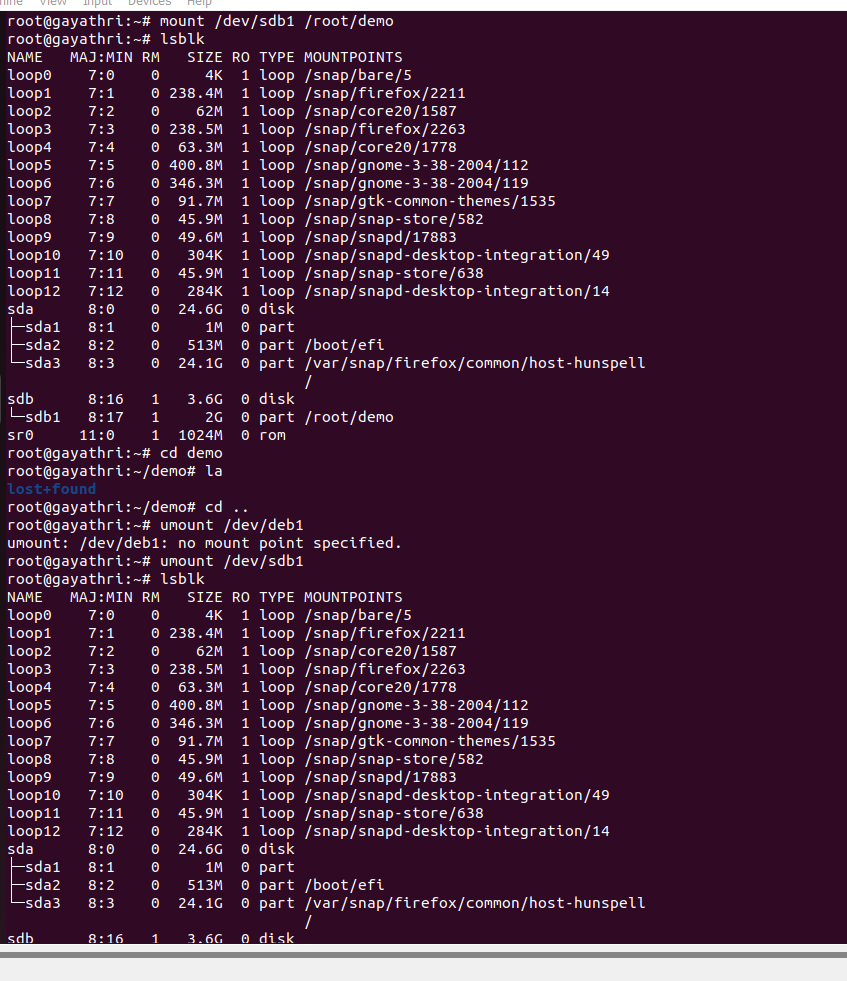 View Input Devices Help
root@gayathri:~# mount /dev/sdb1 /root/demo
root@gayathri:~# lsblk
NAME   MAJ:MIN RM   SIZE RO TYPE MOUNTPOINTS
loop0    7:0    0     4K  1 loop /snap/bare/5
loop1    7:1    0 238.4M  1 loop /snap/firefox/2211
loop2    7:2    0    62M  1 loop /snap/core20/1587
loop3    7:3    0 238.5M  1 loop /snap/firefox/2263
loop4    7:4    0  63.3M  1 loop /snap/core20/1778
loop5    7:5    0 400.8M  1 loop /snap/gnome-3-38-2004/112
loop6    7:6    0 346.3M  1 loop /snap/gnome-3-38-2004/119
loop7    7:7    0  91.7M  1 loop /snap/gtk-common-themes/1535
loop8    7:8    0  45.9M  1 loop /snap/snap-store/582
loop9    7:9    0  49.6M  1 loop /snap/snapd/17883
loop10   7:10   0   304K  1 loop /snap/snapd-desktop-integration/49
loop11   7:11   0  45.9M  1 loop /snap/snap-store/638
loop12   7:12   0   284K  1 loop /snap/snapd-desktop-integration/14
sda      8:0    0  24.6G  0 disk
├─sda1   8:1    0     1M  0 part
├─sda2   8:2    0   513M  0 part /boot/efi
└─sda3   8:3    0  24.1G  0 part /var/snap/firefox/common/host-hunspell
                                 /
sdb      8:16   1   3.6G  0 disk
└─sdb1   8:17   1     2G  0 part /root/demo
sr0     11:0    1  1024M  0 rom
root@gayathri:~# cd demo
root@gayathri:~/demo# la
lost+found
root@gayathri:~/demo# cd ..
root@gayathri:~# umount /dev/deb1
umount: /dev/deb1: no mount point specified.
root@gayathri:~# umount /dev/sdb1
root@gayathri:~# lsblk
NAME   MAJ:MIN RM   SIZE RO TYPE MOUNTPOINTS
loop0    7:0    0     4K  1 loop /snap/bare/5
loop1    7:1    0 238.4M  1 loop /snap/firefox/2211
loop2    7:2    0    62M  1 loop /snap/core20/1587
loop3    7:3    0 238.5M  1 loop /snap/firefox/2263
loop4    7:4    0  63.3M  1 loop /snap/core20/1778
loop5    7:5    0 400.8M  1 loop /snap/gnome-3-38-2004/112
loop6    7:6    0 346.3M  1 loop /snap/gnome-3-38-2004/119
loop7    7:7    0  91.7M  1 loop /snap/gtk-common-themes/1535
loop8    7:8    0  45.9M  1 loop /snap/snap-store/582
loop9    7:9    0  49.6M  1 loop /snap/snapd/17883
loop10   7:10   0   304K  1 loop /snap/snapd-desktop-integration/49
loop11   7:11   0  45.9M  1 loop /snap/snap-store/638
loop12   7:12   0   284K  1 loop /snap/snapd-desktop-integration/14
sda      8:0    0  24.6G  0 disk
├─sda1   8:1    0     1M  0 part
├─sda2   8:2    0   513M  0 part /boot/efi
└─sda3   8:3    0  24.1G  0 part /var/snap/firefox/common/host-hunspell
                                 /
sdb      8:16   1   3.6G  0 disk